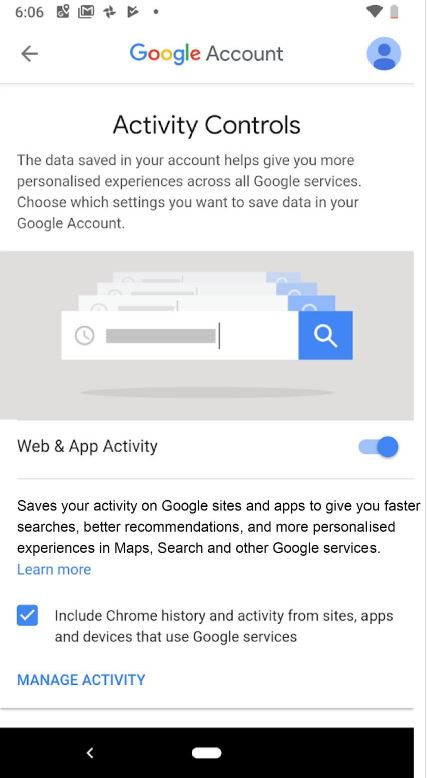 6:06
Google Account
Activity Controls
The data saved in your account helps give you more
personalised experiences across all Google services.
Choose which settings you want to save data in your
Google Account.
Web & App Activity
Saves your activity on Google sites and apps to give you faster
searches, better recommendations, and more personalised
experiences in Maps, Search and other Google services.
Learn more
Include Chrome history and activity from sites, apps
and devices that use Google services
MANAGE ACTIVITY